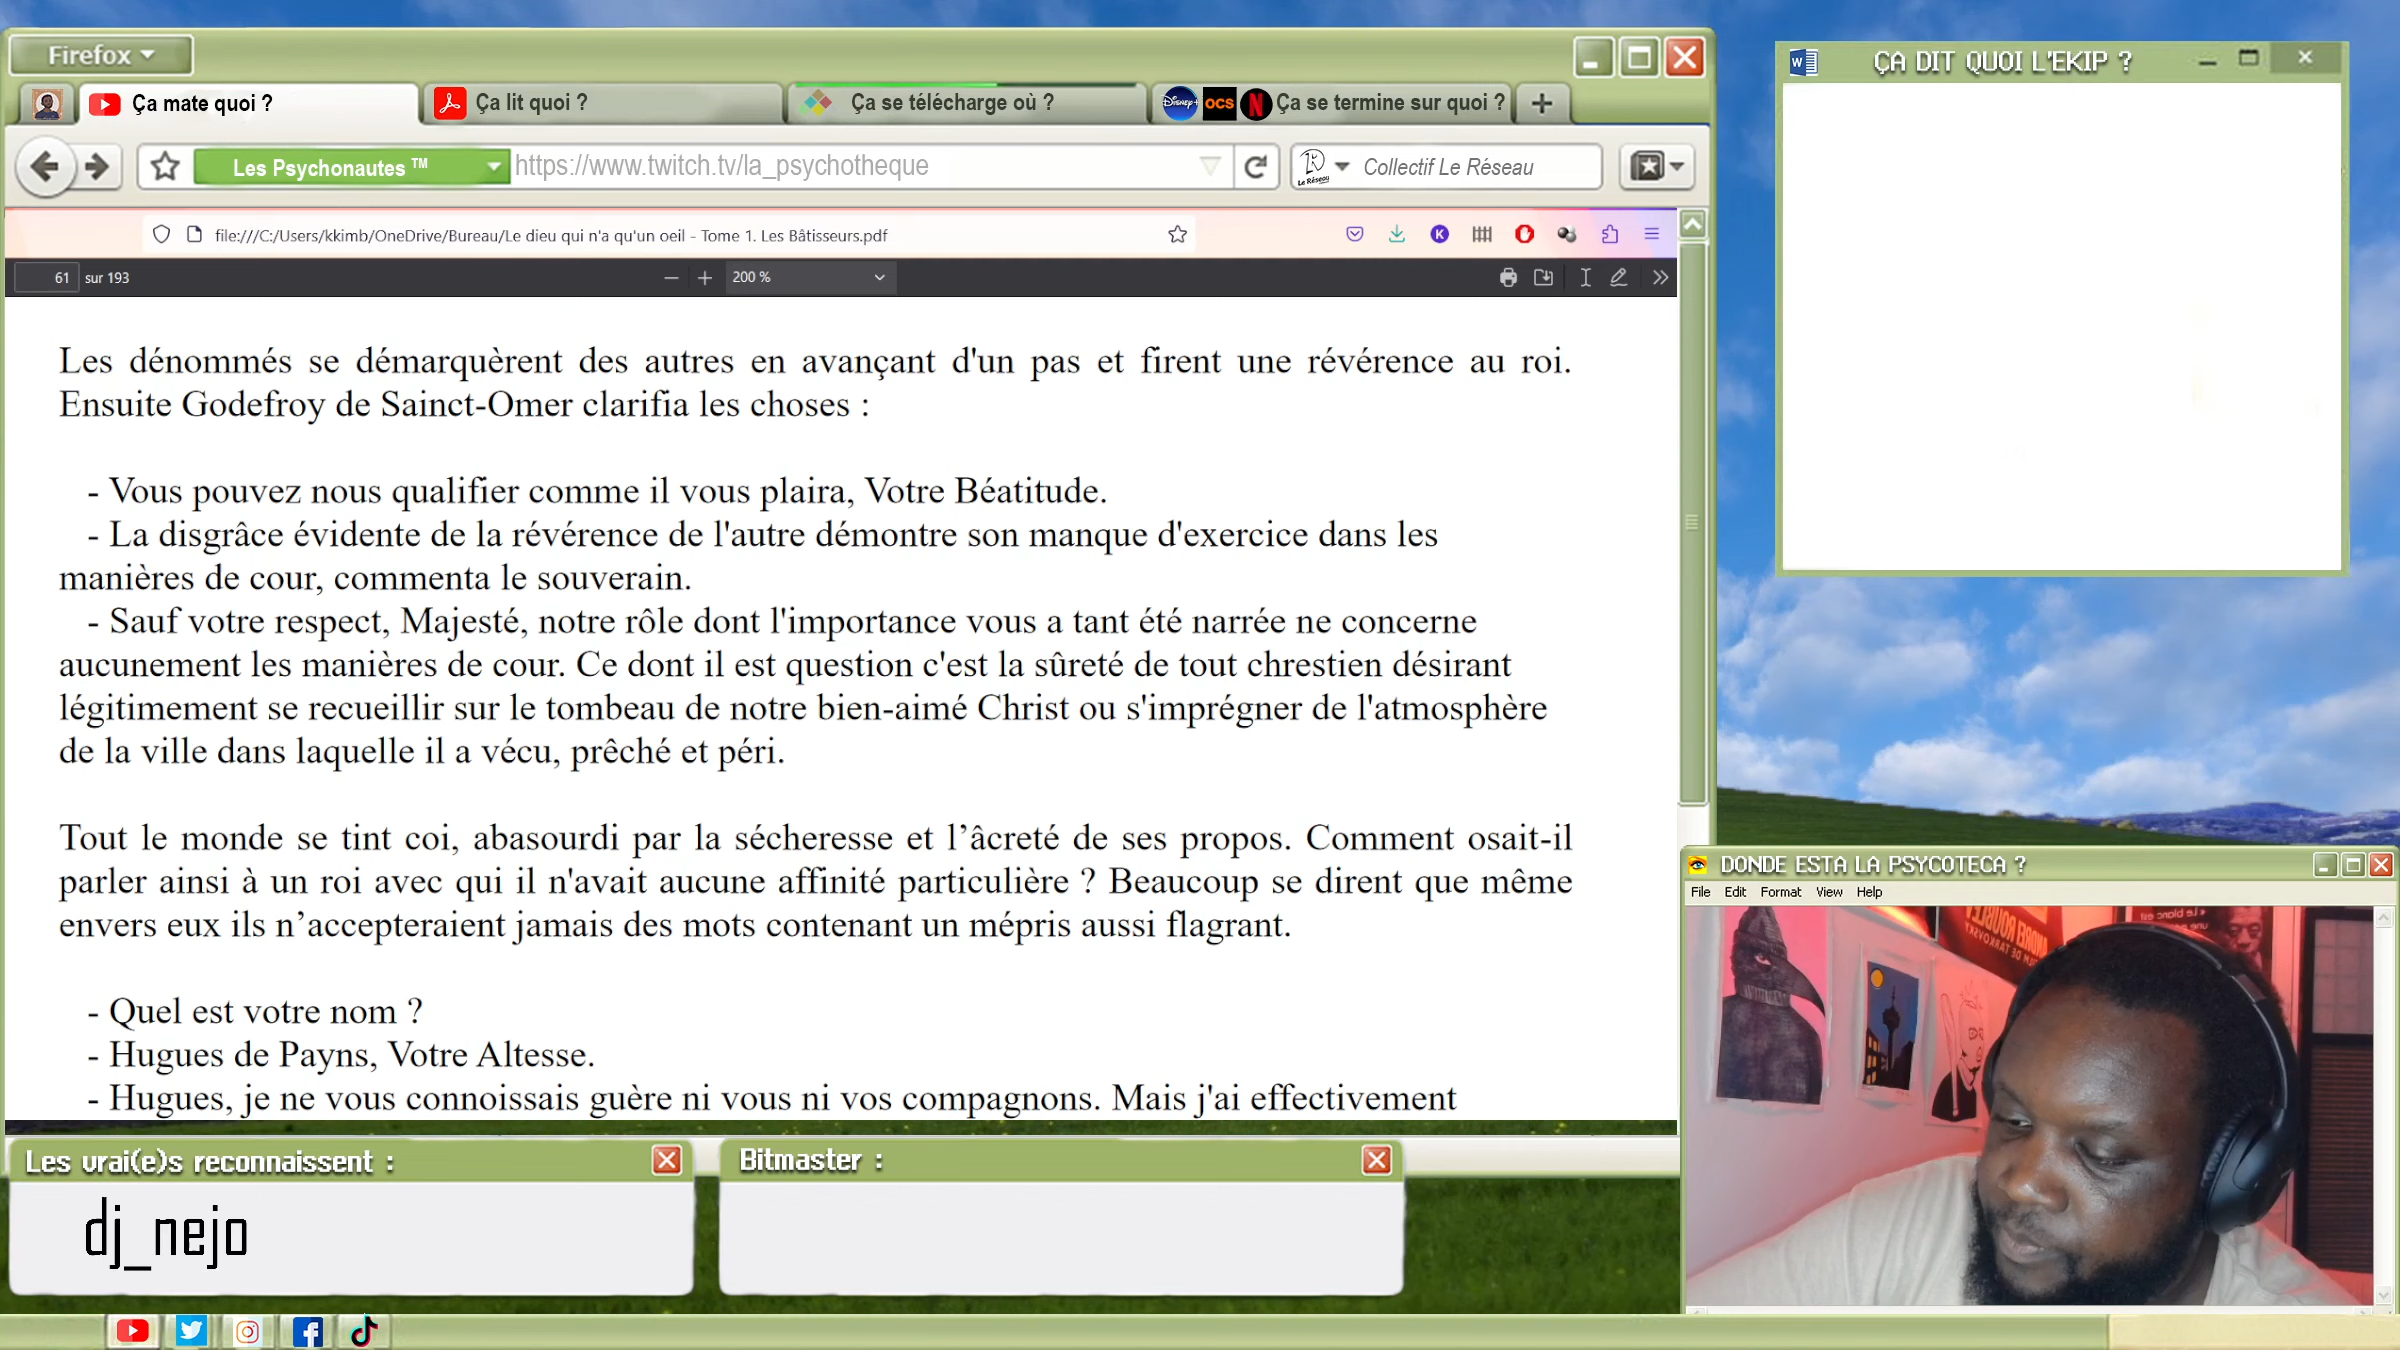 Firefox
ÇA DIT QUOI L'EKIP ?
Ça mate quoi ?
Ça lit quoi ?
Ça se télécharge où ?
Disney+ OCS N Ça se termine sur quoi ?
Les Psychonautes ™
https://www.twitch.tv/la_psychotheque
Le Réseau
Collectif Le Réseau
file:///C:/Users/kkimb/OneDrive/Bureau/Le dieu qui n'a qu'un oeil - Tome 1. Les Bâtisseurs.pdf
K
61 sur 193
200 %
Les dénommés se démarquèrent des autres en avançant d'un pas et firent une révérence au roi.
Ensuite Godefroy de Sainct-Omer clarifia les choses :
- Vous pouvez nous qualifier comme il vous plaira, Votre Béatitude.
- La disgrâce évidente de la révérence de l'autre démontre son manque d'exercice dans les
manières de cour, commenta le souverain.
- Sauf votre respect, Majesté, notre rôle dont l'importance vous a tant été narrée ne concerne
aucunement les manières de cour. Ce dont il est question c'est la sûreté de tout chrestien désirant
légitimement se recueillir sur le tombeau de notre bien-aimé Christ ou s'imprégner de l'atmosphère
de la ville dans laquelle il a vécu, prêché et péri.
Tout le monde se tint coi, abasourdi par la sécheresse et l’âcreté de ses propos. Comment osait-il
parler ainsi à un roi avec qui il n'avait aucune affinité particulière ? Beaucoup se dirent que même
envers eux ils n’accepteraient jamais des mots contenant un mépris aussi flagrant.
- Quel est votre nom ?
- Hugues de Payns, Votre Altesse.
- Hugues, je ne vous connoissais guère ni vous ni vos compagnons. Mais j'ai effectivement
DONDE ESTA LA PSYCOTECA ?
File Edit Format View Help
« Le blanc est
ANDREI ROUBLEV
DE TARKOVSKY
Les vrai(e)s reconnaissent :
dj_nejo
Bitmaster :